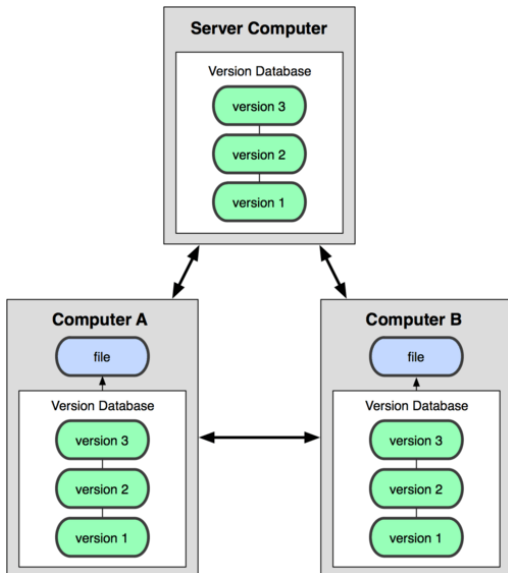 Server Computer
Version Database
version 3
version 2
version 1
Computer A
file
Version Database
version 3
version 2
version 1
Computer B
file
Version Database
version 3
version 2
version 1